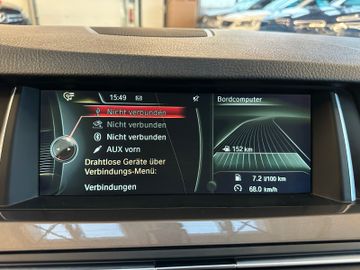 15:49
Bordcomputer
Nicht verbunden
Nicht verbunden
Nicht verbunden
AUX vorn
Drahtlose Geräte über
Verbindungs-Menü:
Verbindungen
152 km
7.2 l/100 km
68.0 km/h